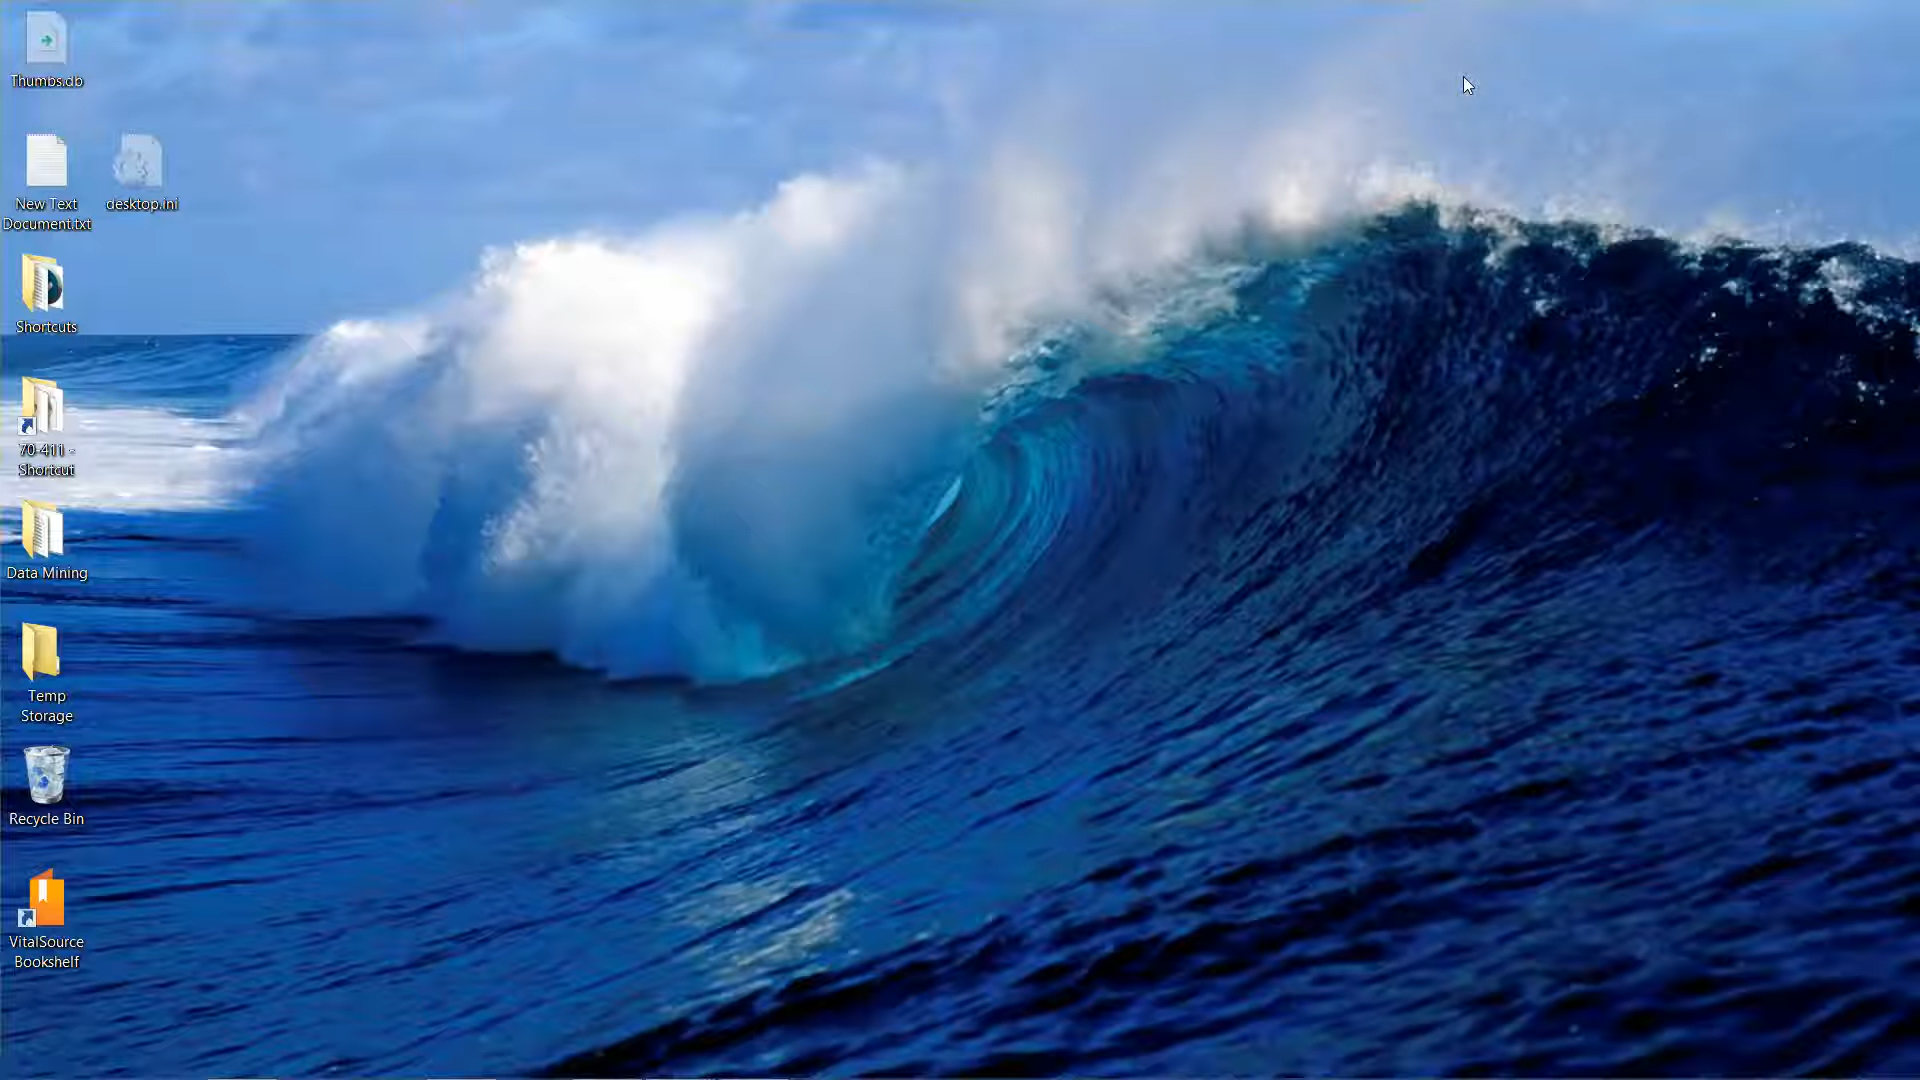 Thumbs.db
New Text
Document.txt
desktop.ini
Shortcuts
70-411 -
Shortcut
Data Mining
Temp
Storage
Recycle Bin
VitalSource
Bookshelf